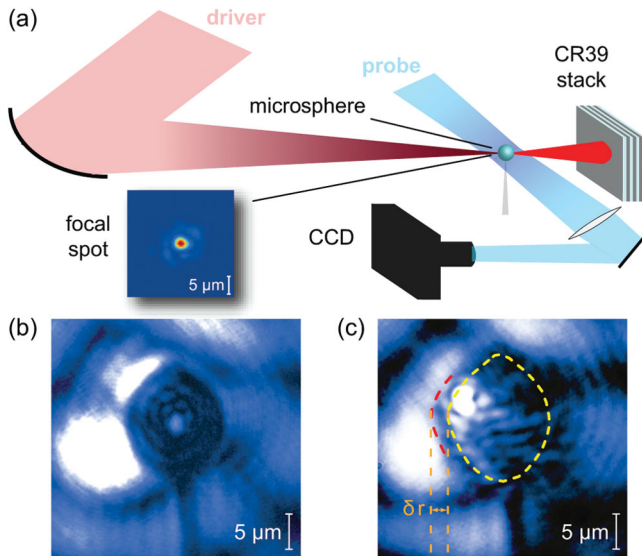 (a)
driver
probe
CR39
stack
microsphere
focal
spot
5 μm
CCD
(b)
(c)
δr
5 μm
5 μm